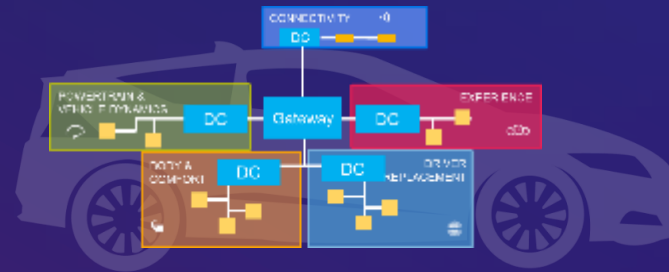 CONNECTIVITY
DC
POWERTRAIN &
VEHICLE DYNAMICS
DC
Gateway
DC
EXPERIENCE
BODY &
COMFORT
DC
DC
DRIVER
REPLACEMENT